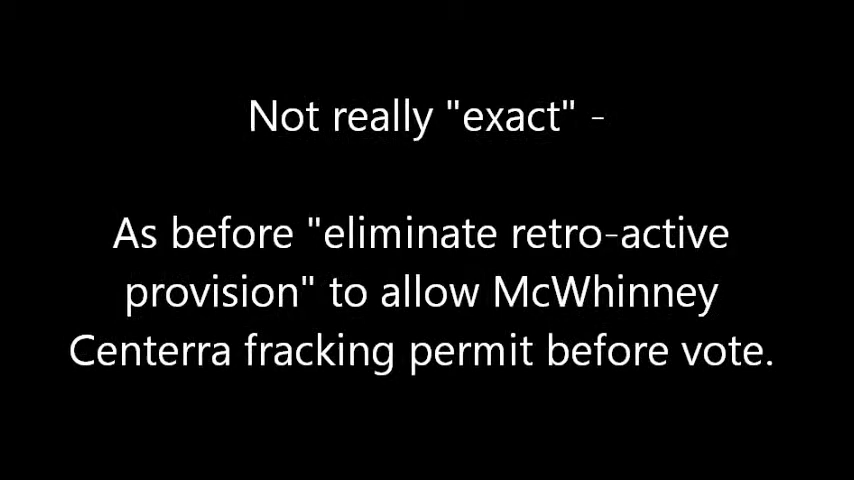 Not really "exact" -
As before "eliminate retro-active
provision" to allow McWhinney
Centerra fracking permit before vote.